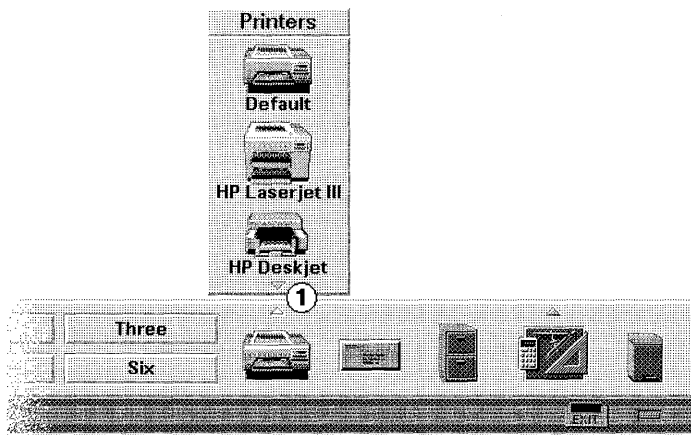 Printers
Default
HP Laserjet III
HP Deskjet
1
Three
Six
EXIT